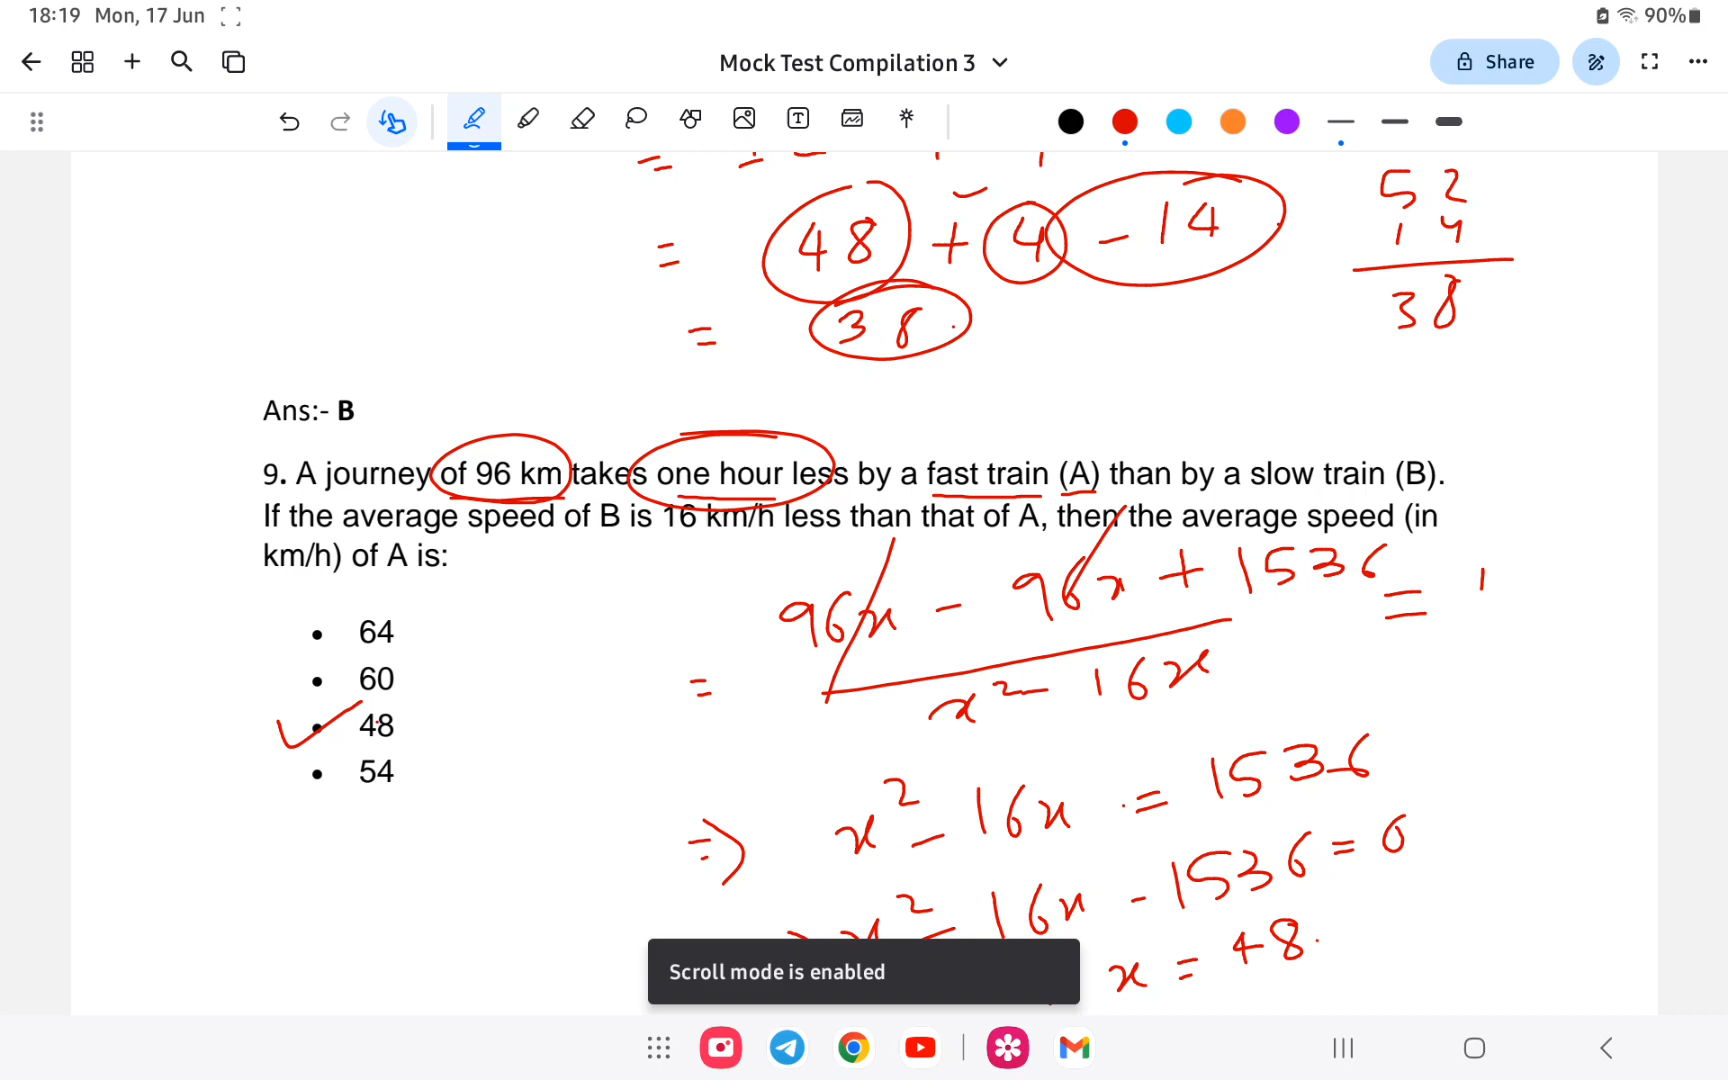 18:19 Mon, 17 Jun
90%
Mock Test Compilation 3
Share
T
= 48 + 4 - 14
52
14
38
= 38.
Ans:- B
9. A journey of 96 km takes one hour less by a fast train (A) than by a slow train (B).
If the average speed of B is 16 km/h less than that of A, then the average speed (in
km/h) of A is:
• 64
• 60
• 48
• 54
= 96x - 96x + 1536 = 1
x² - 16x
=> x² - 16x = 1536
x² - 16x - 1536 = 0
x = 48.
Scroll mode is enabled